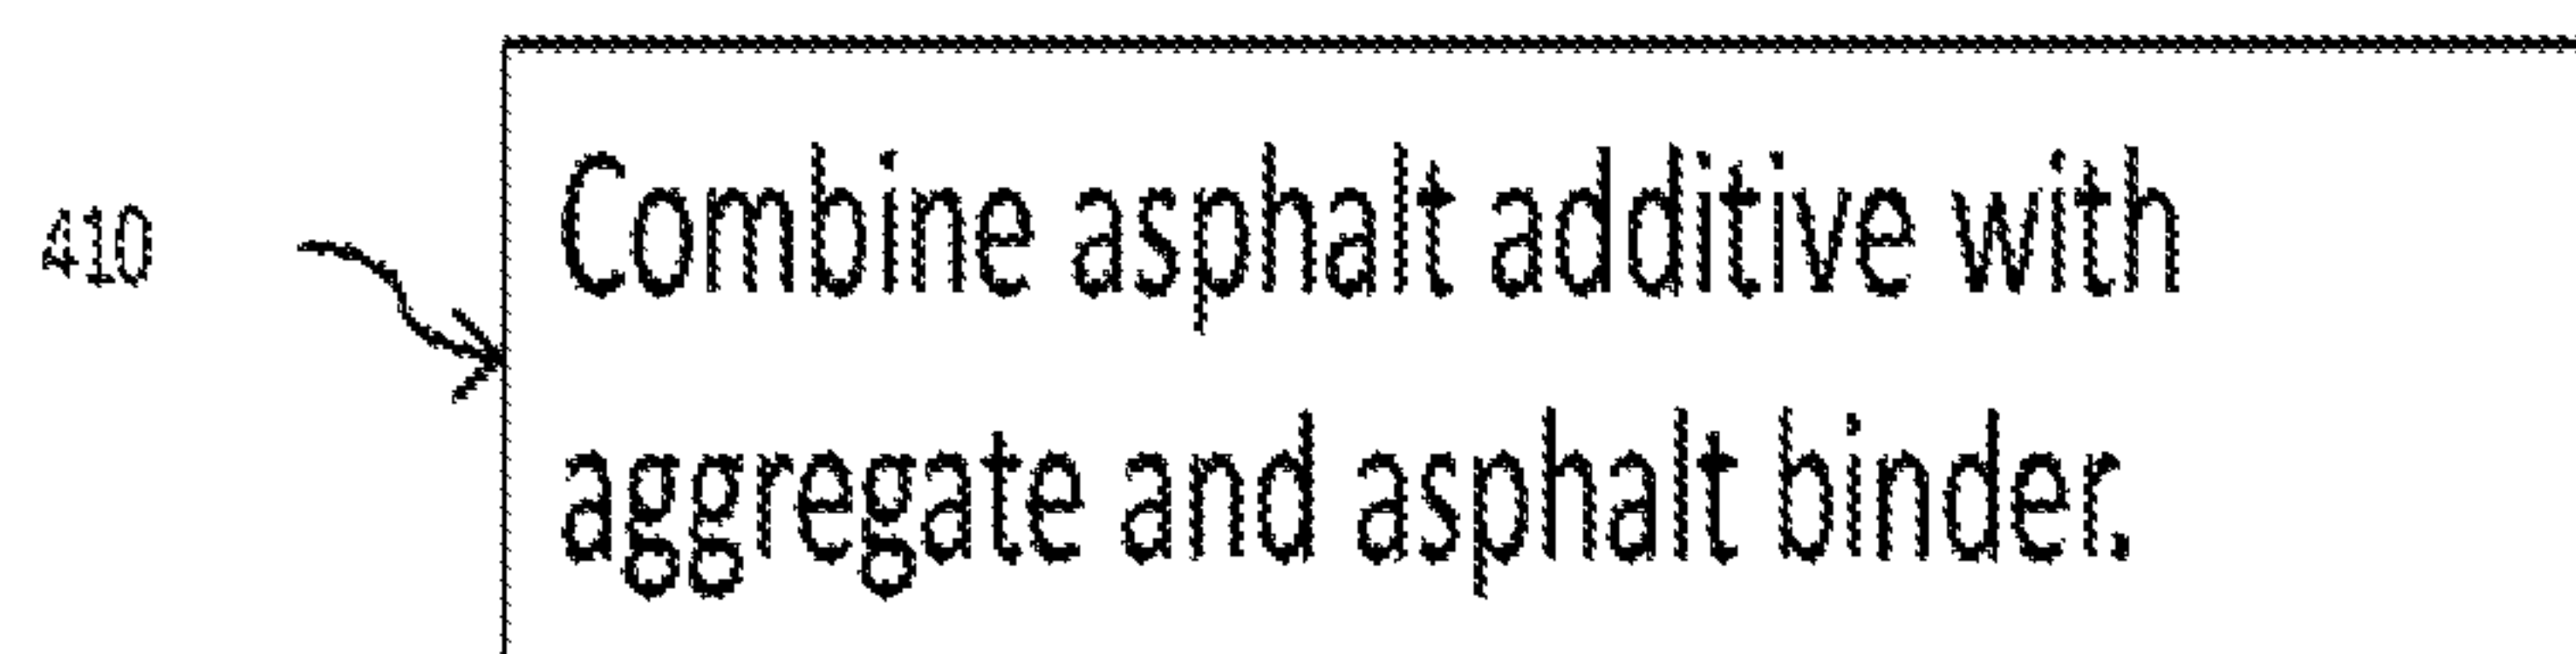 410
Combine asphalt additive with
aggregate and asphalt binder.